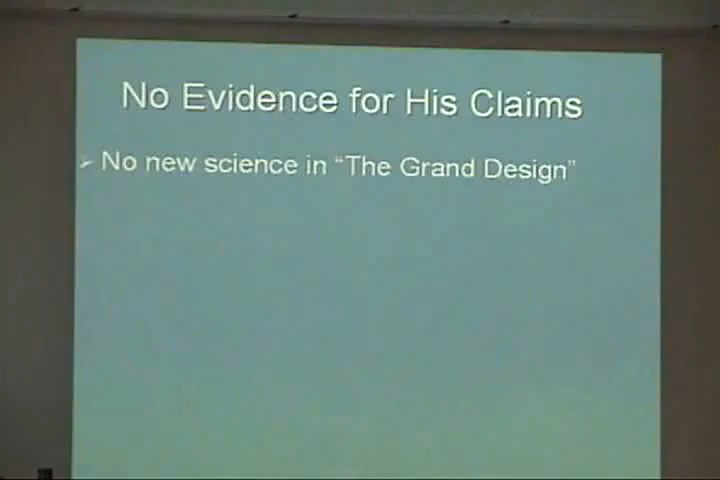 No Evidence for His Claims
➢ No new science in “The Grand Design”